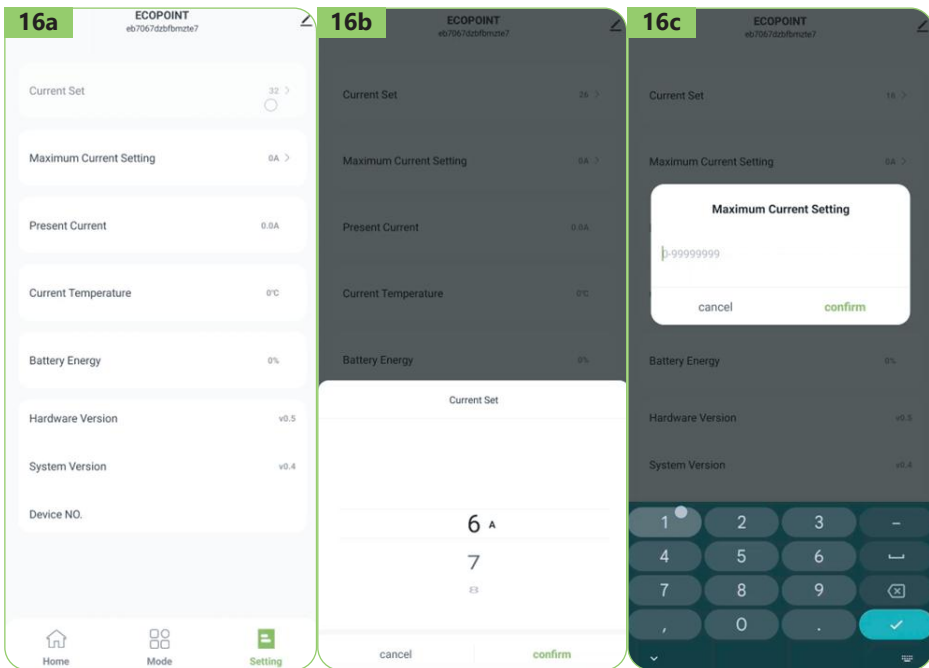 16a
ECOPOINT
eb7067dzbfbmzte7
Current Set 32 >
Maximum Current Setting 0A >
Present Current 0.0A
Current Temperature 0°C
Battery Energy 0%
Hardware Version v0.5
System Version v0.4
Device NO.
Home Mode Setting
16b
ECOPOINT
eb7067dzbfbmzte7
Current Set 26 >
Maximum Current Setting 0A >
Present Current 0.0A
Current Temperature 0°C
Battery Energy 0%
Current Set
6 A
7
8
cancel confirm
16c
ECOPOINT
eb7067dzbfbmzte7
Current Set 16 >
Maximum Current Setting 0A >
Maximum Current Setting
0-99999999
cancel confirm
Battery Energy 0%
Hardware Version v0.5
System Version v0.4
1 2 3 -
4 5 6
7 8 9
, 0 .